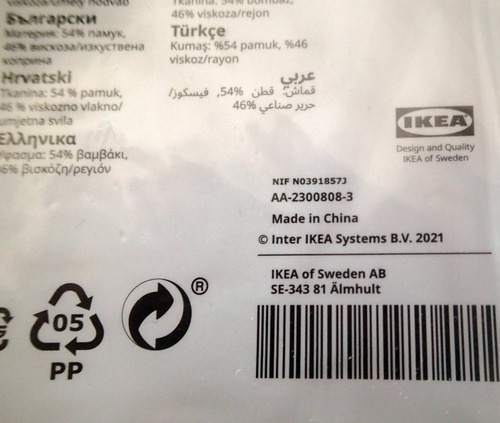 46% viskoza/rejon
Български
Материя: 54% памук,
46% вискоза/изкуствена
коприна
Hrvatski
Tkanina: 54 % pamuk,
46 % viskozno vlakno/
umjetna svila
Ελληνικα
Ύφασμα: 54% βαμβάκι,
46% βισκόζη/ρεγιόν
Türkçe
Kumaş: %54 pamuk, %46
viskoz/rayon
عربي
قماش: قطن 54%, فيسكوز/
حرير صناعي 46%
IKEA
Design and Quality
IKEA of Sweden
NIF N0391857J
AA-2300808-3
Made in China
© Inter IKEA Systems B.V. 2021
IKEA of Sweden AB
SE-343 81 Älmhult
05
PP
®